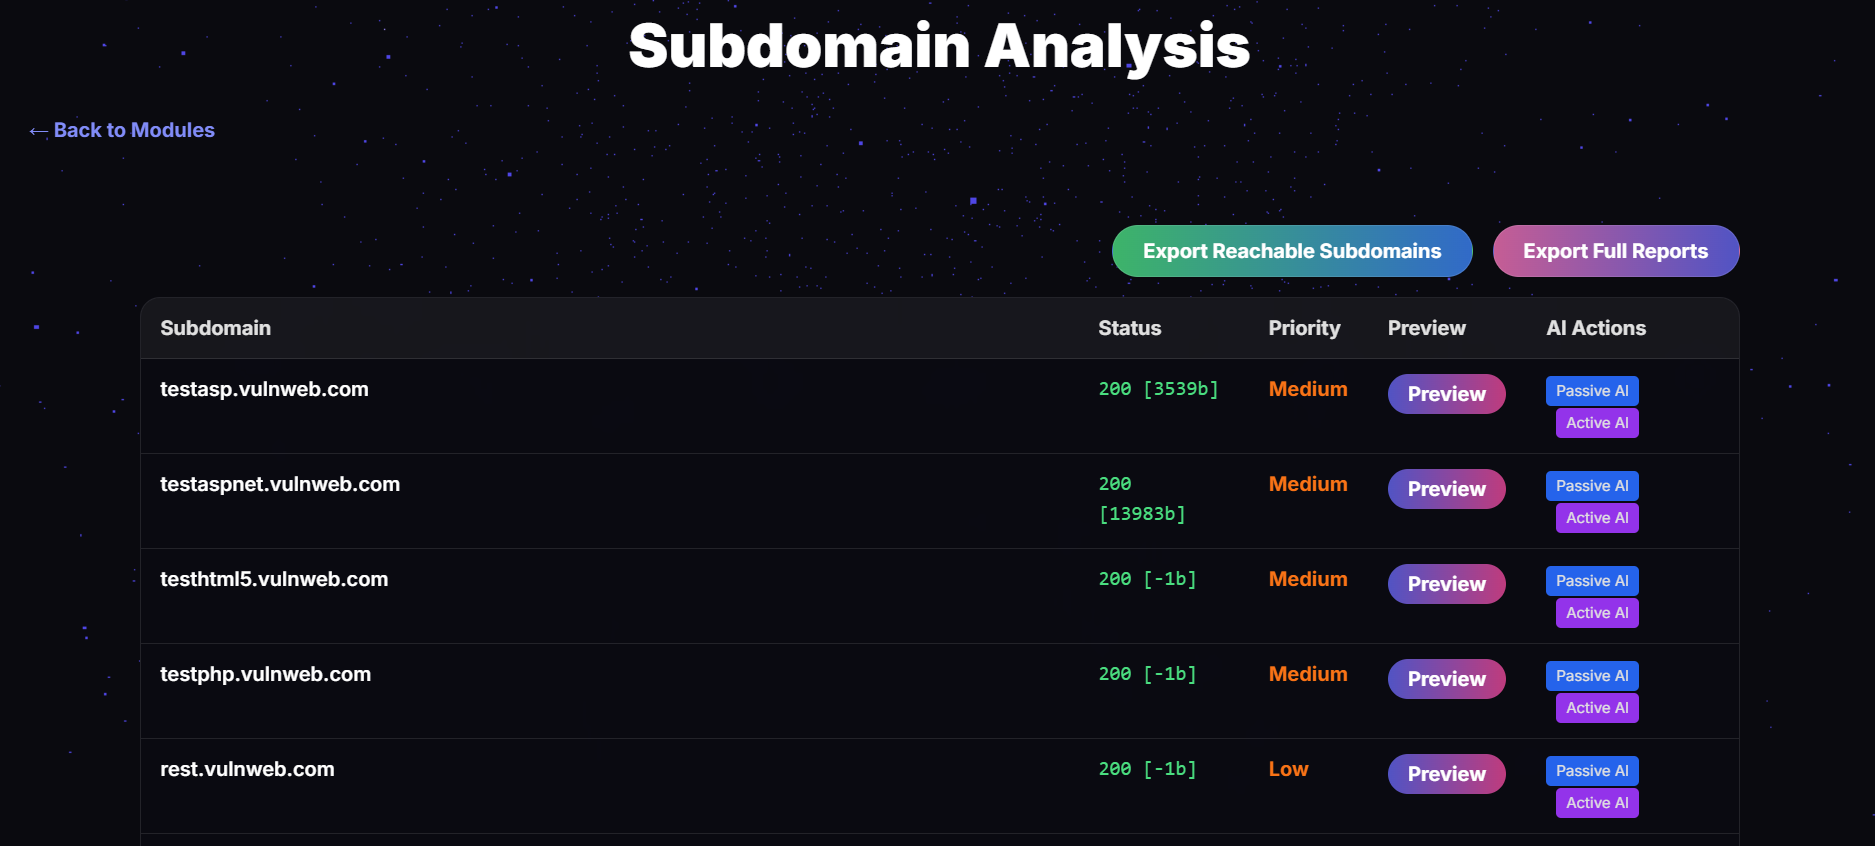 Subdomain Analysis
← Back to Modules
Export Reachable Subdomains
Export Full Reports
Subdomain Status Priority Preview AI Actions
testasp.vulnweb.com 200 [3539b] Medium Preview Passive AI
Active AI
testaspnet.vulnweb.com 200 Medium Preview Passive AI
[13983b] Active AI
testhtml5.vulnweb.com 200 [-1b] Medium Preview Passive AI
Active AI
testphp.vulnweb.com 200 [-1b] Medium Preview Passive AI
Active AI
rest.vulnweb.com 200 [-1b] Low Preview Passive AI
Active AI